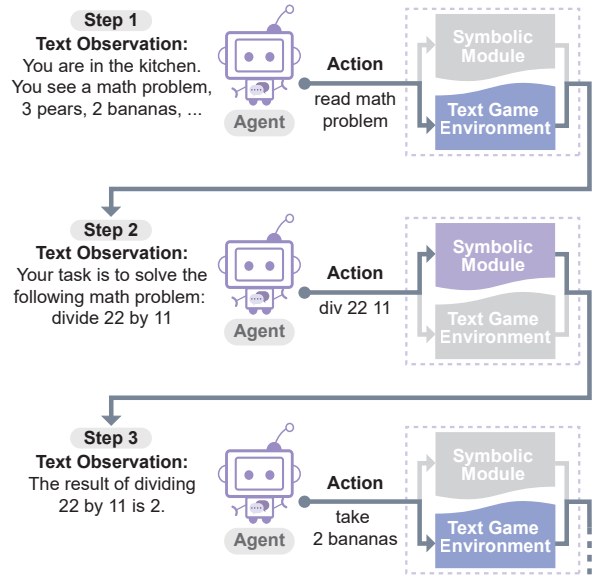 Step 1
Text Observation:
You are in the kitchen.
You see a math problem,
3 pears, 2 bananas, ...
Agent
Action
read math
problem
Symbolic
Module
Text Game
Environment
Step 2
Text Observation:
Your task is to solve the
following math problem:
divide 22 by 11
Agent
Action
div 22 11
Symbolic
Module
Text Game
Environment
Step 3
Text Observation:
The result of dividing
22 by 11 is 2.
Agent
Action
take
2 bananas
Symbolic
Module
Text Game
Environment